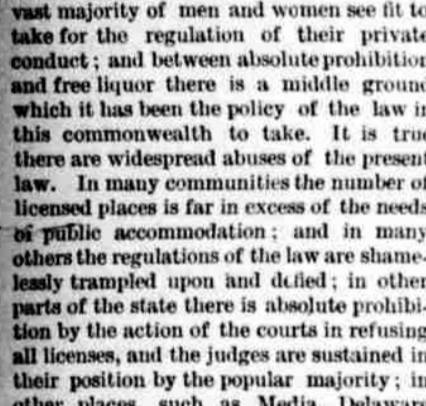 vast majority of men and women see fit to
take for the regulation of their private
conduct; and between absolute prohibition
and free liquor there is a middle ground
which it has been the policy of the law in
this commonwealth to take. It is true
there are widespread abuses of the present
law. In many communities the number of
licensed places is far in excess of the needs
of public accommodation; and in many
others the regulations of the law are shame-
lessly trampled upon and defied; in other
parts of the state there is absolute prohibi-
tion by the action of the courts in refusing
all licenses, and the judges are sustained in
their position by the popular majority; in
other places, such as Media, Delaware